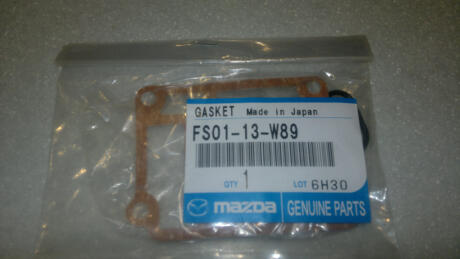 GASKET Made in Japan
FS01-13-W89
QTY 1 LOT 6H30
mazda GENUINE PARTS